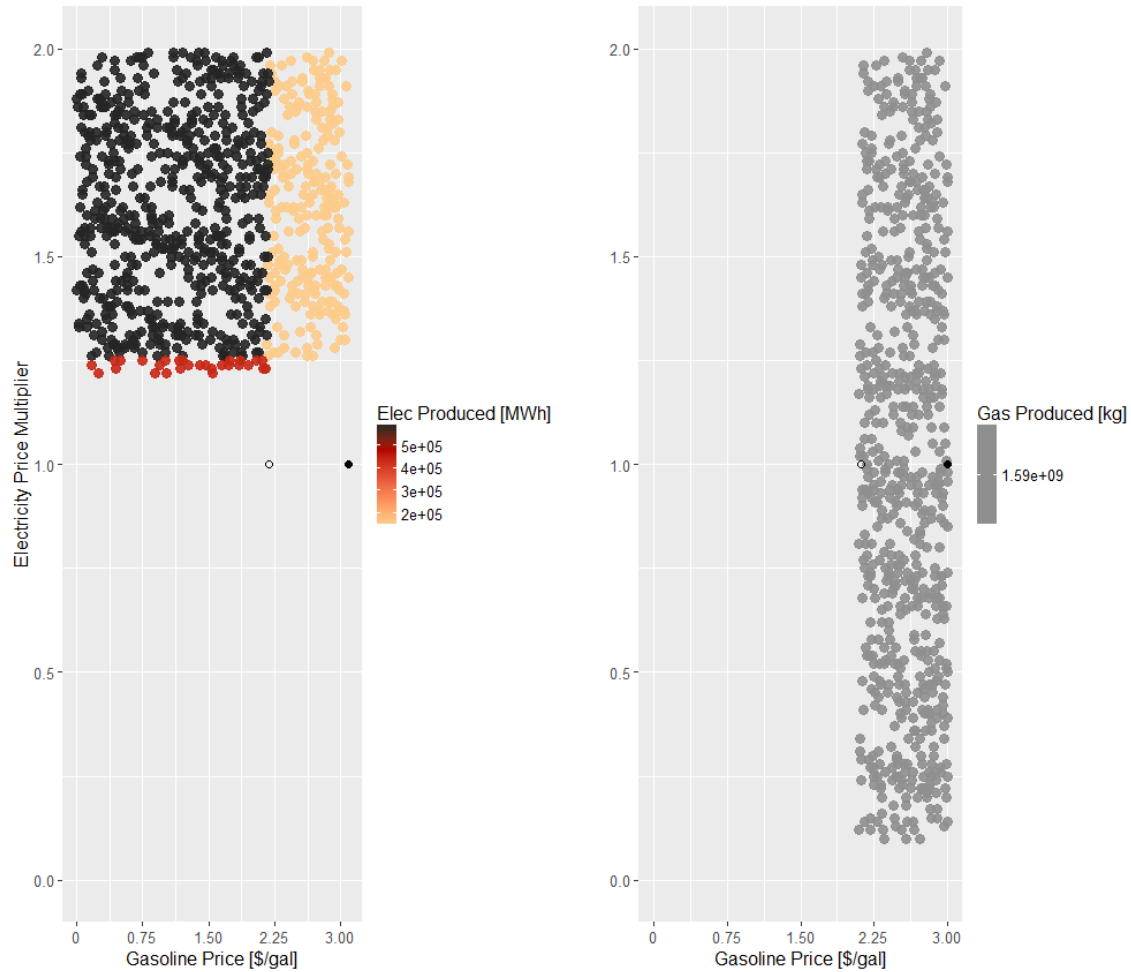 Electricity Price Multiplier
2.0
1.5
1.0
0.5
0.0
0 0.75 1.50 2.25 3.00
Gasoline Price [$/gal]
Elec Produced [MWh]
5e+05
4e+05
3e+05
2e+05
2.0
1.5
1.0
0.5
0.0
0 0.75 1.50 2.25 3.00
Gasoline Price [$/gal]
Gas Produced [kg]
1.59e+09